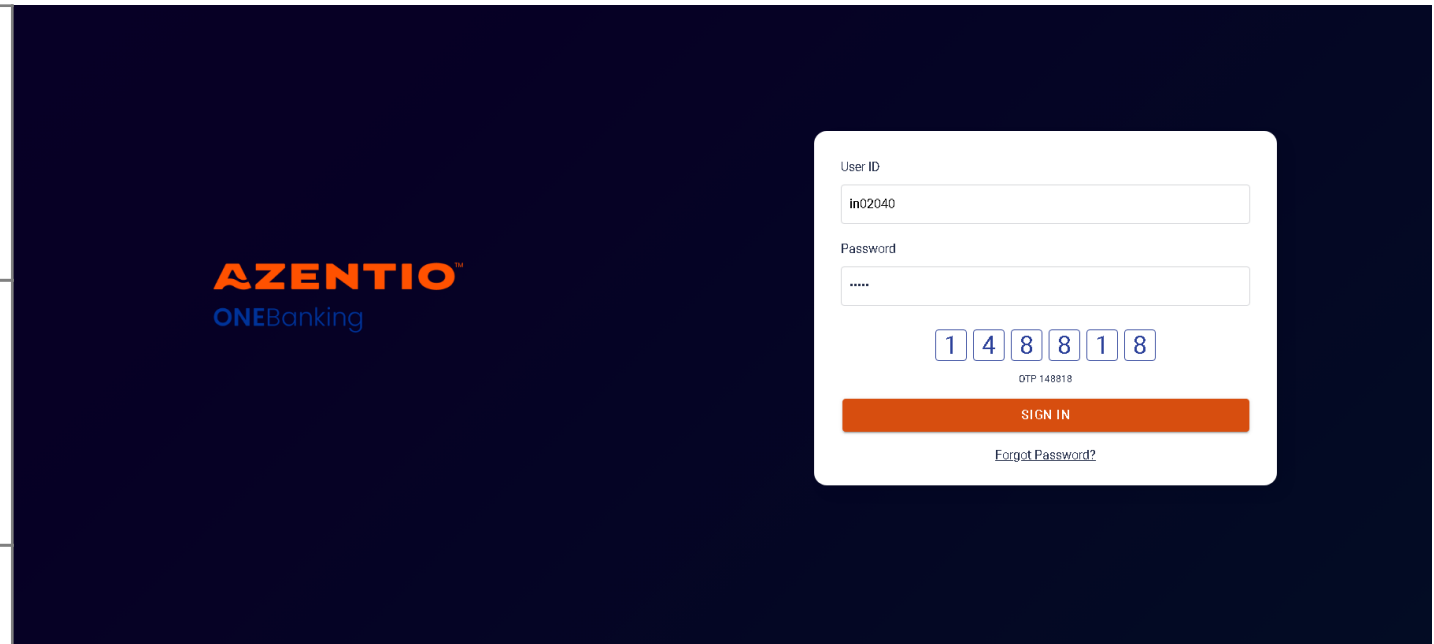 AZENTIO™
ONEBanking
User ID
in02040
Password
•••••
1 4 8 8 1 8
OTP 148818
SIGN IN
Forgot Password?